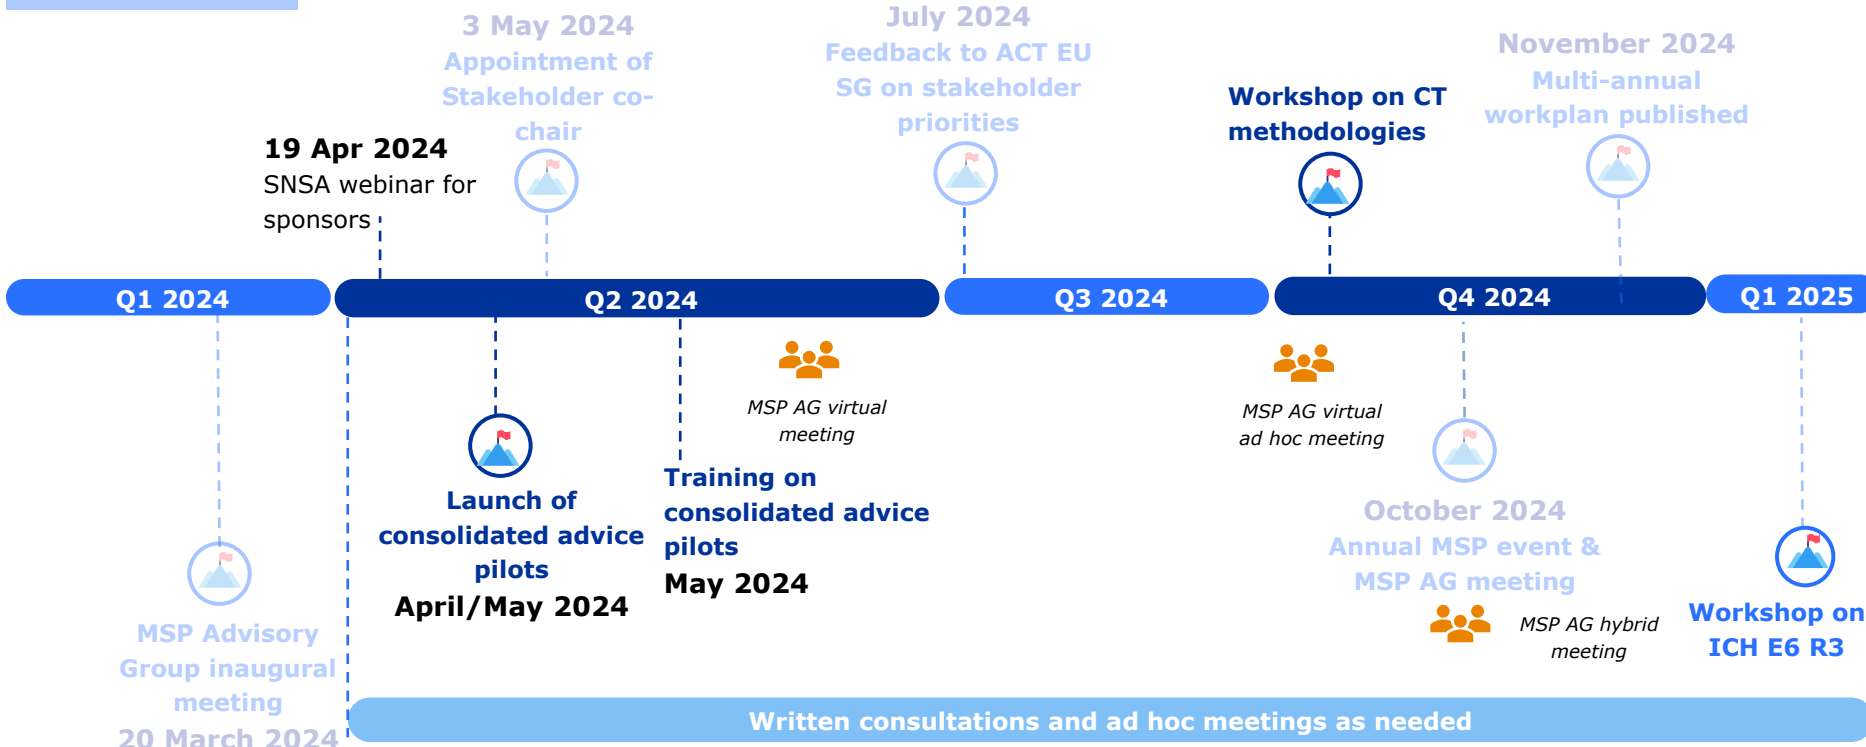 3 May 2024
Appointment of
Stakeholder co-
chair
July 2024
Feedback to ACT EU
SG on stakeholder
priorities
November 2024
Multi-annual
workplan published
Workshop on CT
methodologies
19 Apr 2024
SNSA webinar for
sponsors
Q1 2024
Q2 2024
Q3 2024
Q4 2024
Q1 2025
MSP AG virtual
meeting
MSP AG virtual
ad hoc meeting
Launch of
consolidated advice
pilots
April/May 2024
Training on
consolidated advice
pilots
May 2024
October 2024
Annual MSP event &
MSP AG meeting
MSP AG hybrid
meeting
Workshop on
ICH E6 R3
MSP Advisory
Group inaugural
meeting
20 March 2024
Written consultations and ad hoc meetings as needed